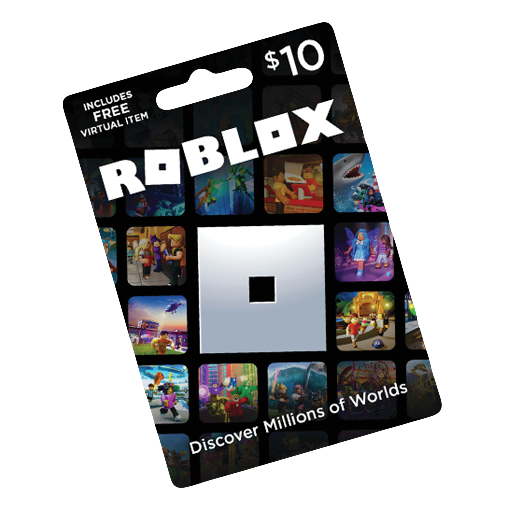 INCLUDES
FREE
VIRTUAL ITEM
$10
ROBLOX
Discover Millions of Worlds